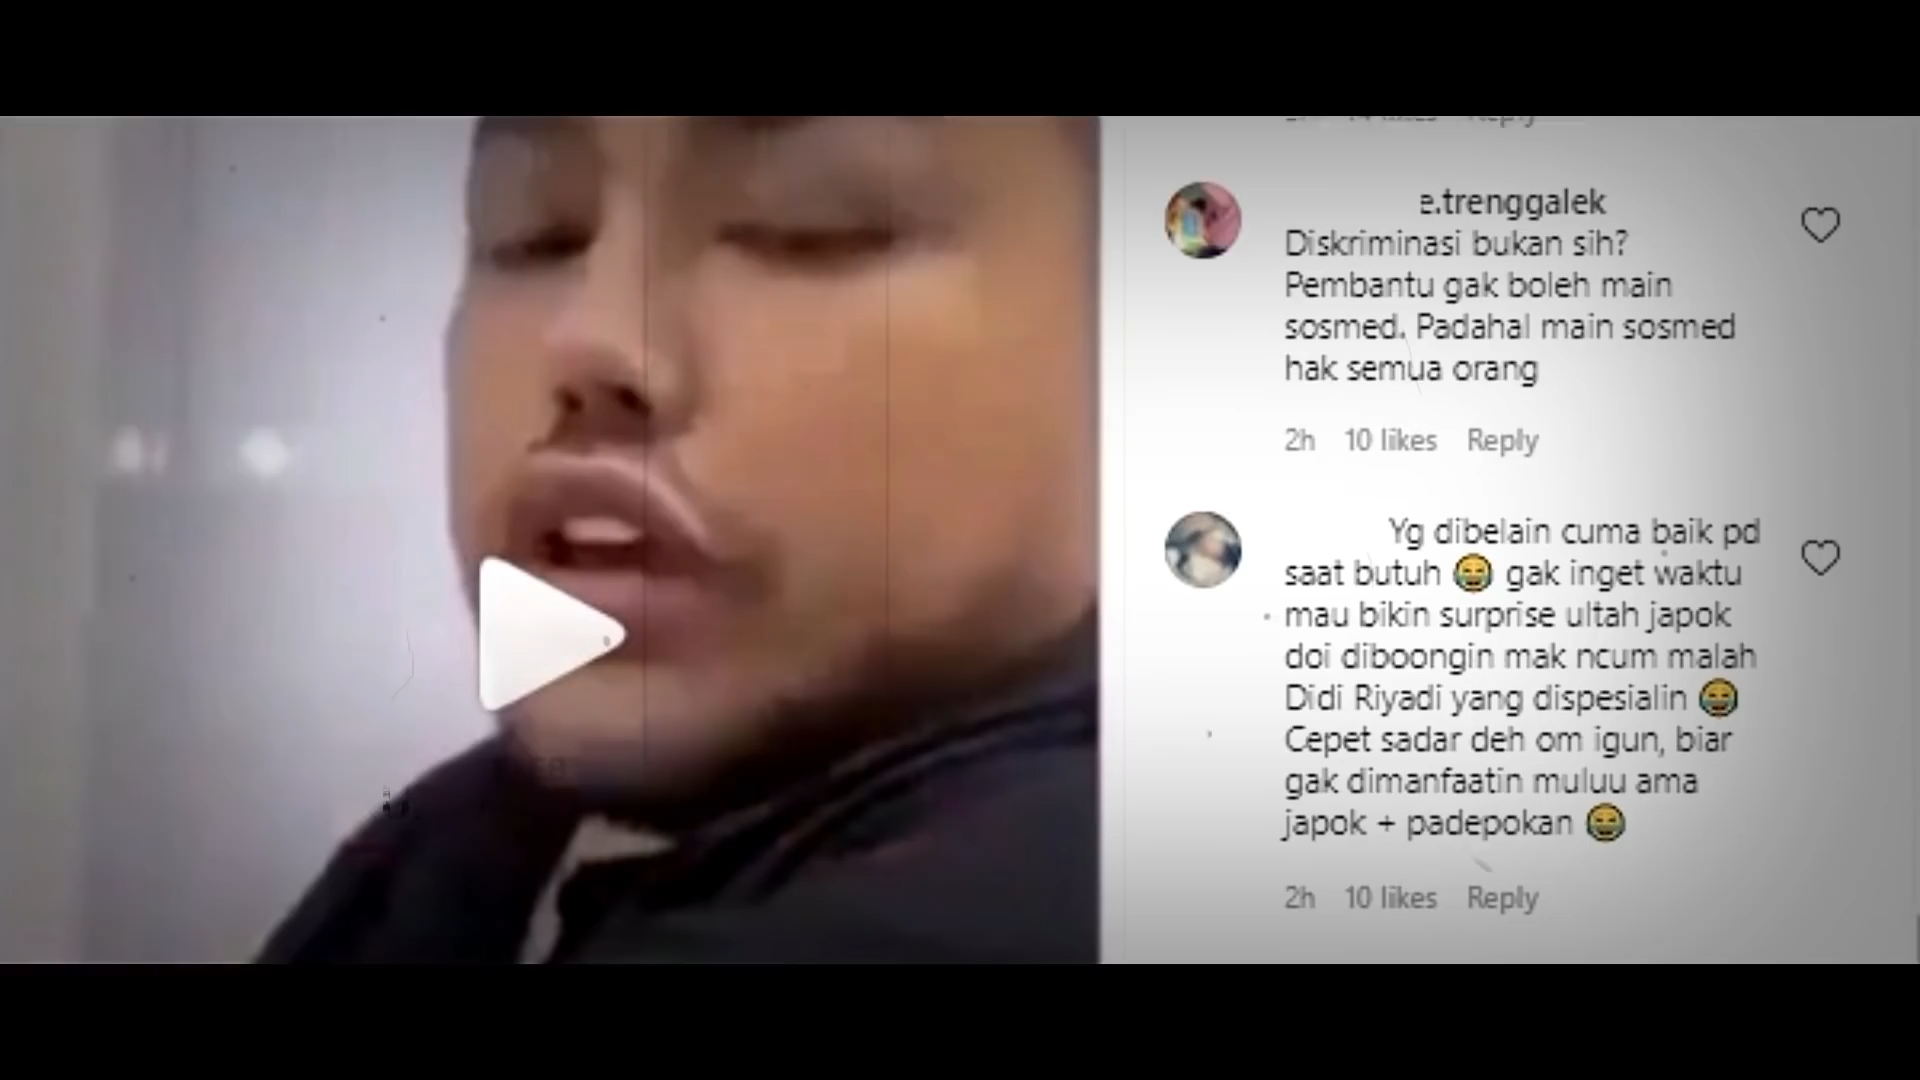 e.trenggalek
Diskriminasi bukan sih?
Pembantu gak boleh main
sosmed. Padahal main sosmed
hak semua orang
2h 10 likes Reply
Yg dibelain cuma baik pd
saat butuh 😂 gak inget waktu
mau bikin surprise ultah japok
doi diboongin mak ncum malah
Didi Riyadi yang dispesialin 😂
Cepet sadar deh om igun, biar
gak dimanfaatin muluu ama
japok + padepokan 😂
2h 10 likes Reply